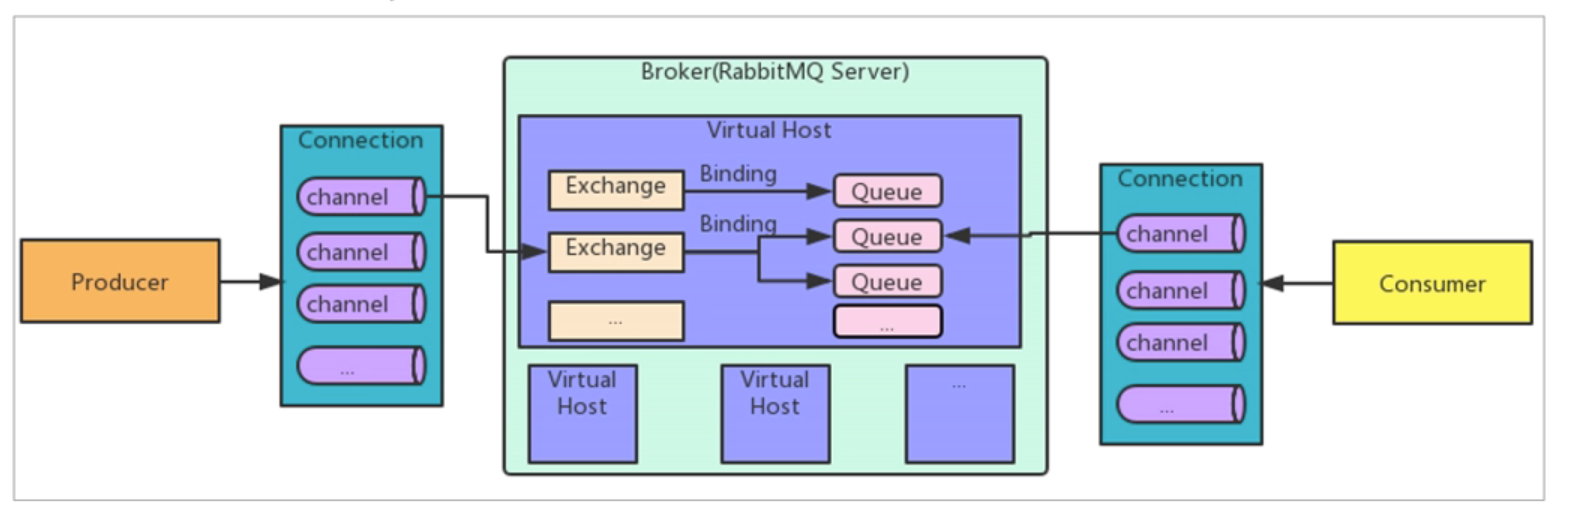 Broker(RabbitMQ Server)
Connection
channel
channel
channel
...
Producer
Virtual Host
Exchange
Binding
Queue
Exchange
Binding
Queue
Queue
...
...
Virtual
Host
Virtual
Host
...
Connection
channel
channel
channel
...
Consumer